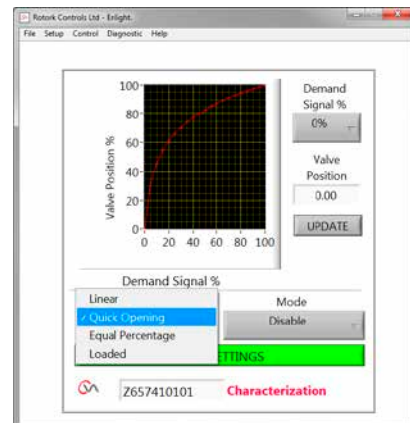 Rotork Controls Ltd - Enlight.
File Setup Control Diagnostic Help
Demand
Signal %
0%
Valve
Position
0.00
UPDATE
Valve Position %
100
80
60
40
20
0
0 20 40 60 80 100
Demand Signal %
Linear
✓ Quick Opening
Equal Percentage
Loaded
Mode
Disable
TTINGS
Z657410101
Characterization